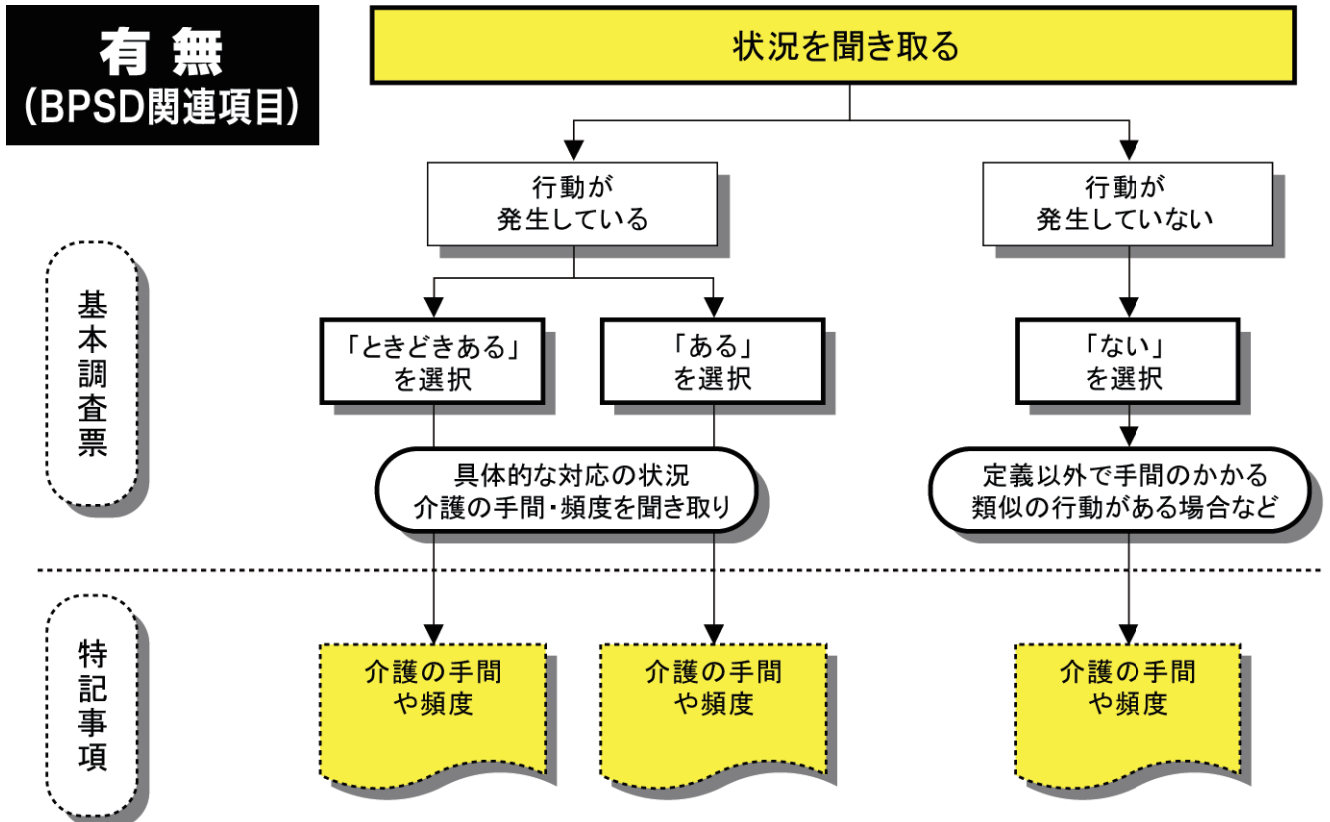 有 無
（BPSD関連項目）
状況を聞き取る
行動が
発生している
行動が
発生していない
基本調査票
「ときどきある」
を選択
「ある」
を選択
「ない」
を選択
具体的な対応の状況
介護の手間・頻度を聞き取り
定義以外で手間のかかる
類似の行動がある場合など
特記事項
介護の手間
や頻度
介護の手間
や頻度
介護の手間
や頻度